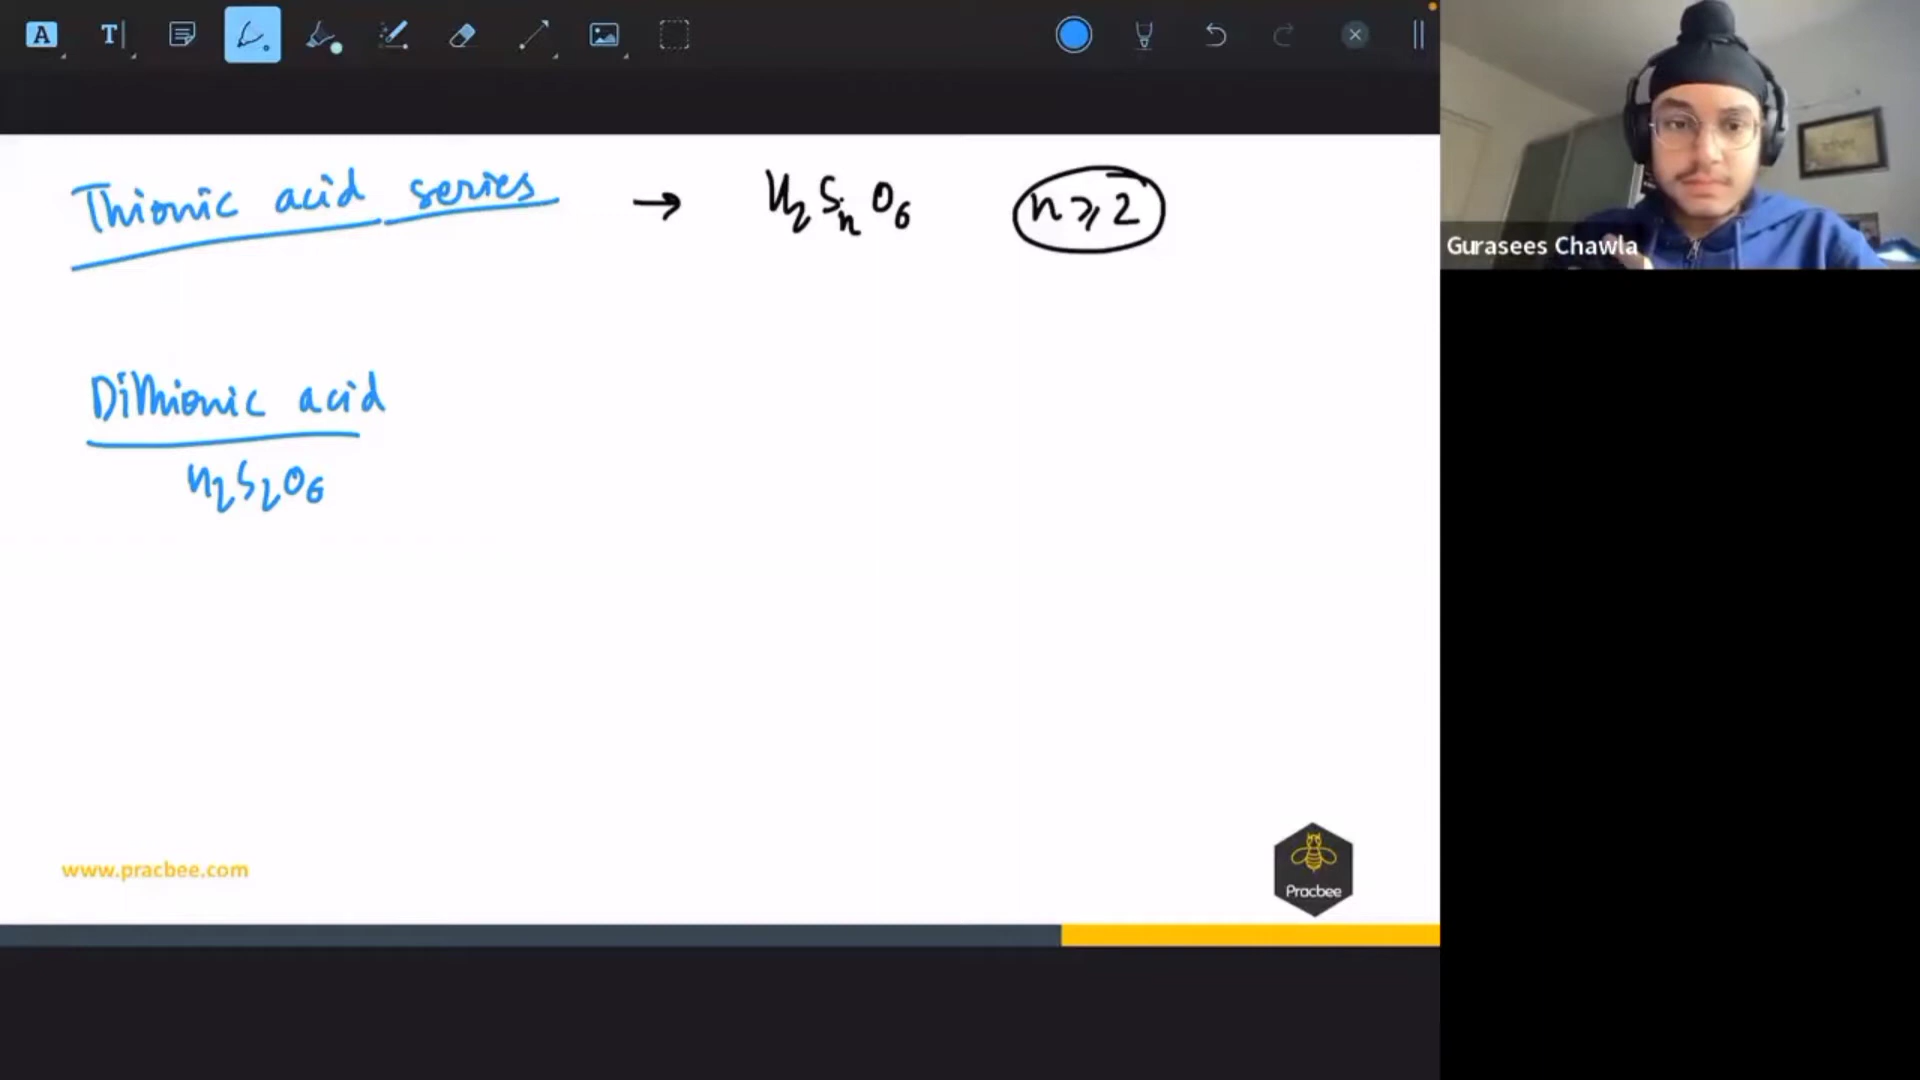 A T
Thionic acid series → H₂SₙO₆ n ⩾ 2
Gurasees Chawla
Dithionic acid
H₂S₂O₆
www.pracbee.com
Pracbee